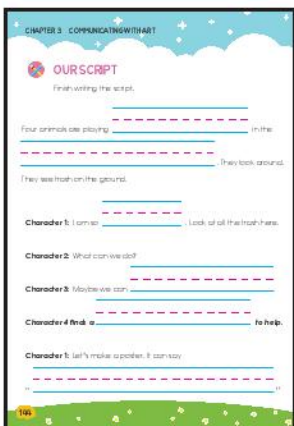 CHAPTER 3 COMMUNICATING WITH ART
OUR SCRIPT
Finish writing the script.
Four animals are playing in the
. They look around.
They see trash on the ground.
Character 1: I am so . Look at all the trash here.
Character 2: What can we do?
Character 3: Maybe we can
Character 4 finds a to help.
Character 1: Let's make a poster. It can say
" "
144